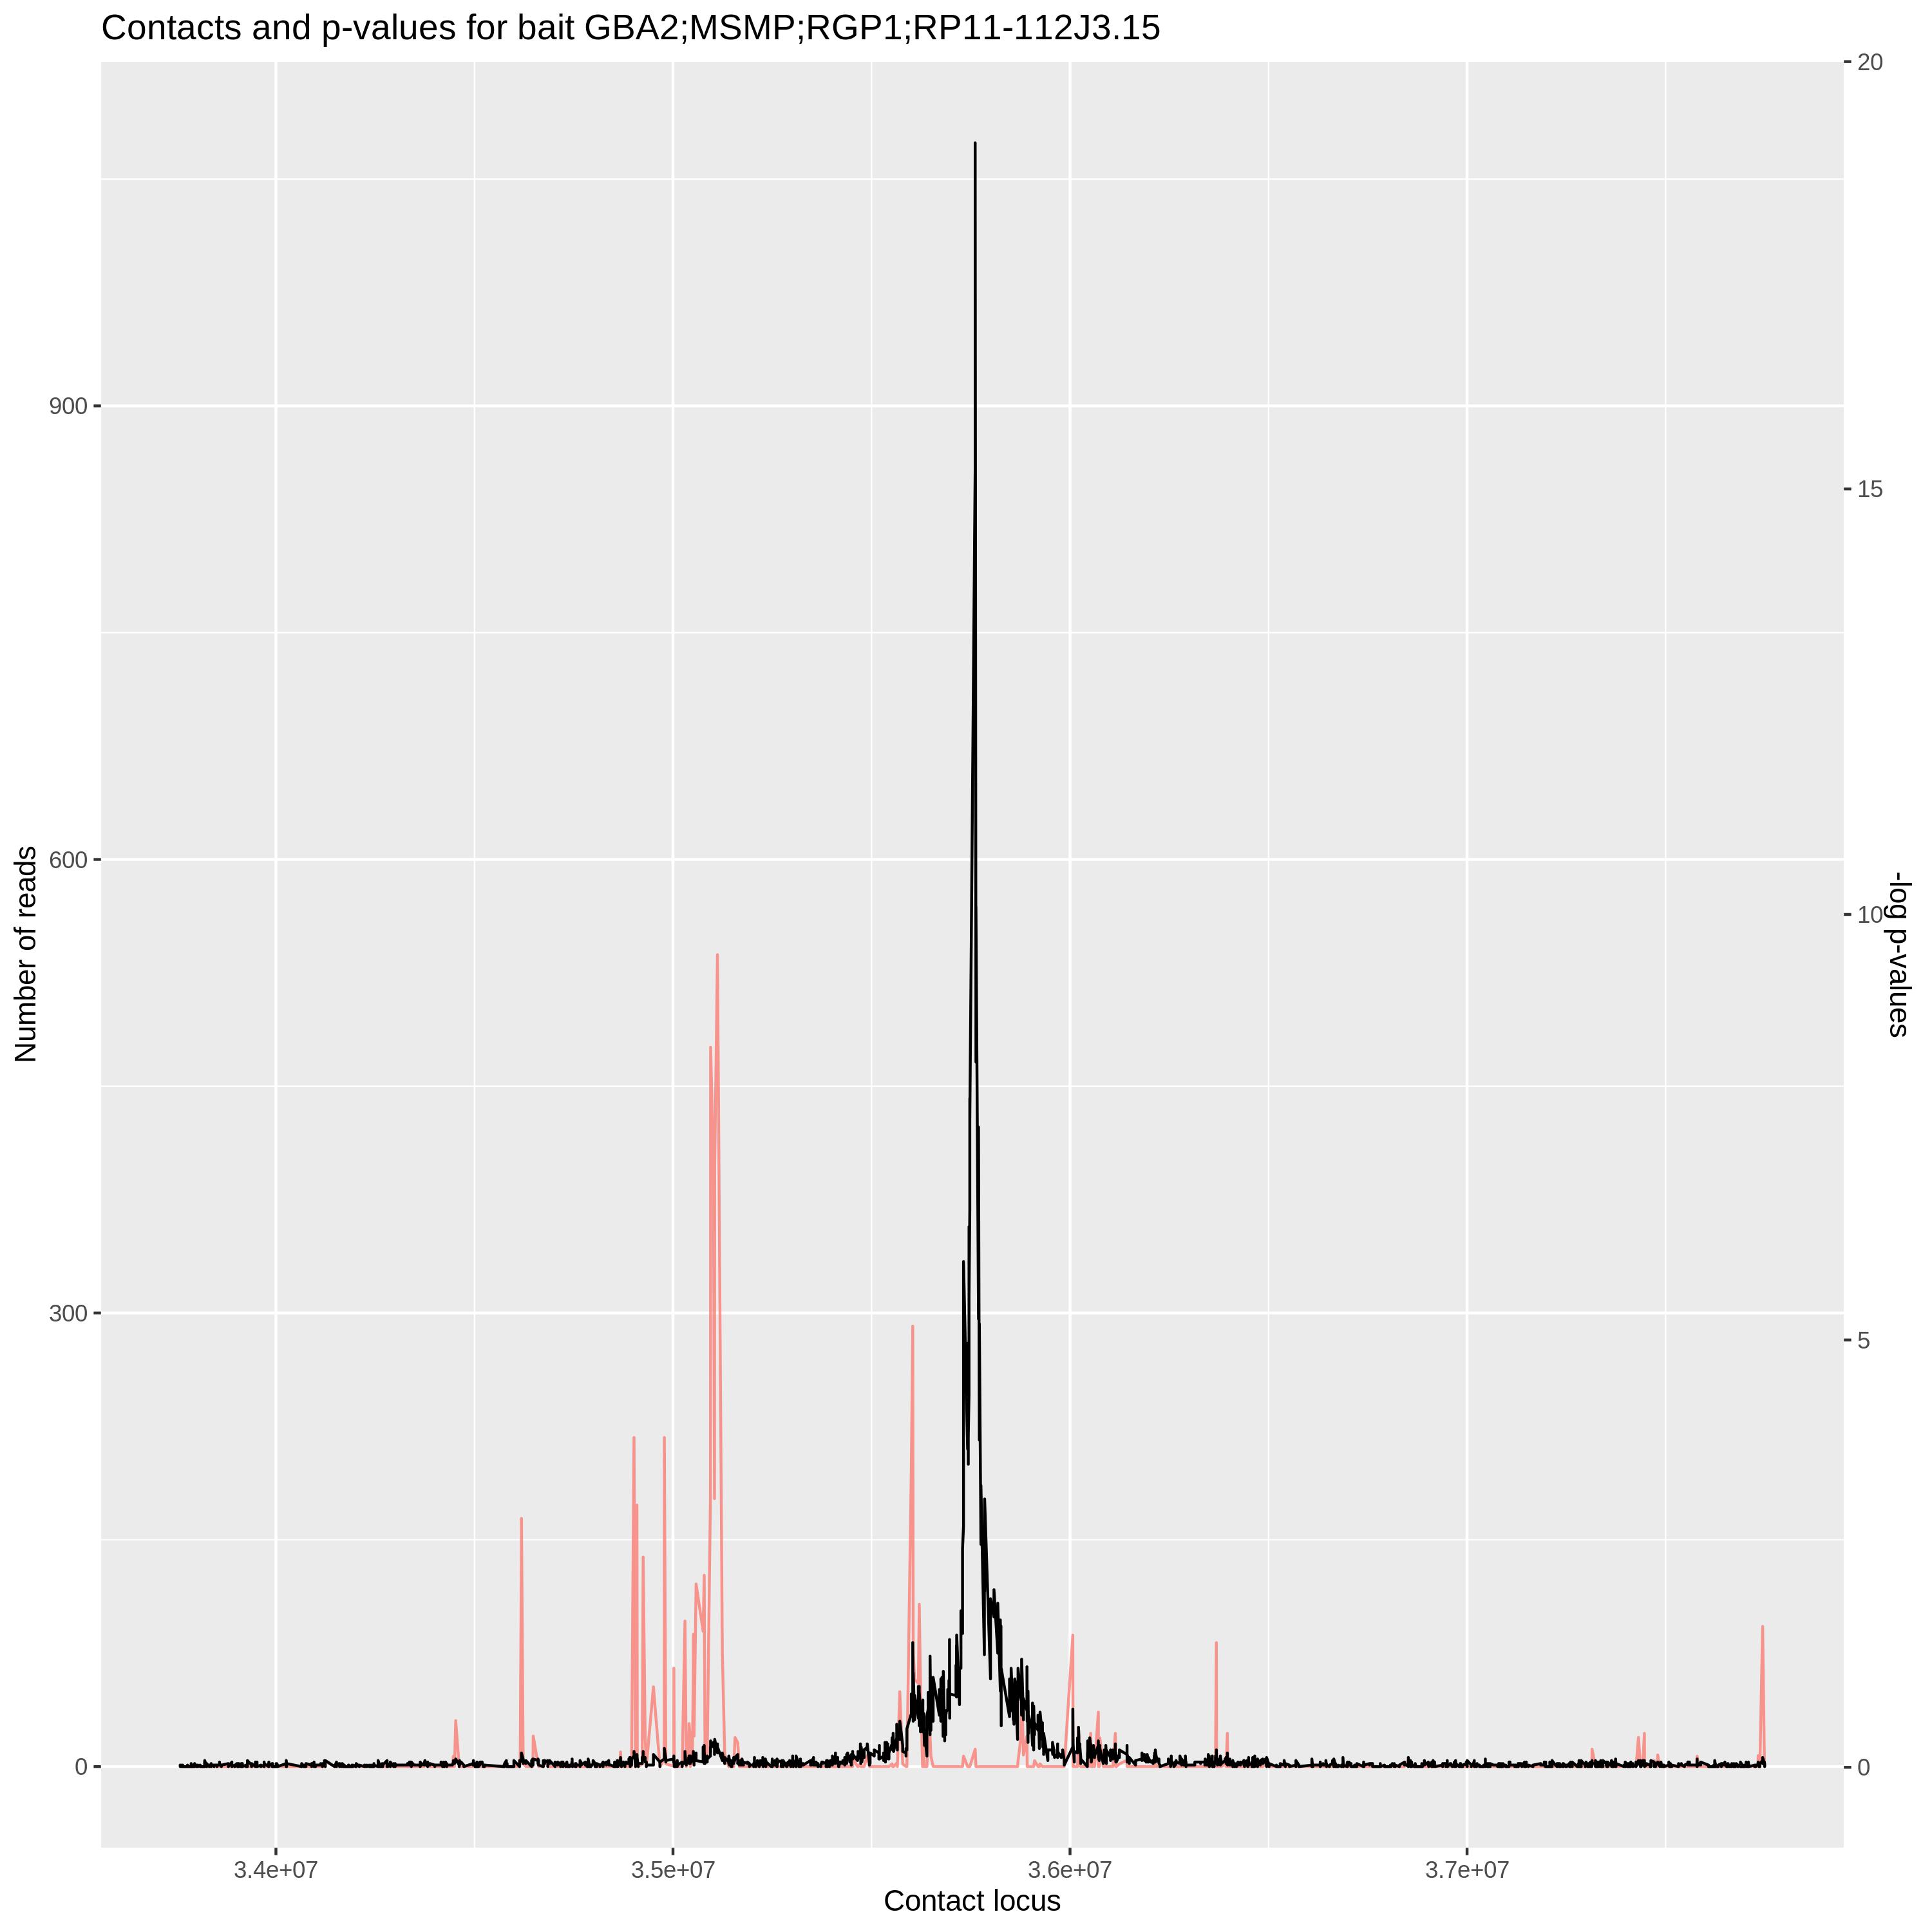 Contacts and p-values for bait GBA2;MSMP;RGP1;RP11-112J3.15
20
15
10
5
0
900
600
300
0
Number of reads
-log p-values
3.4e+07 3.5e+07 3.6e+07 3.7e+07
Contact locus